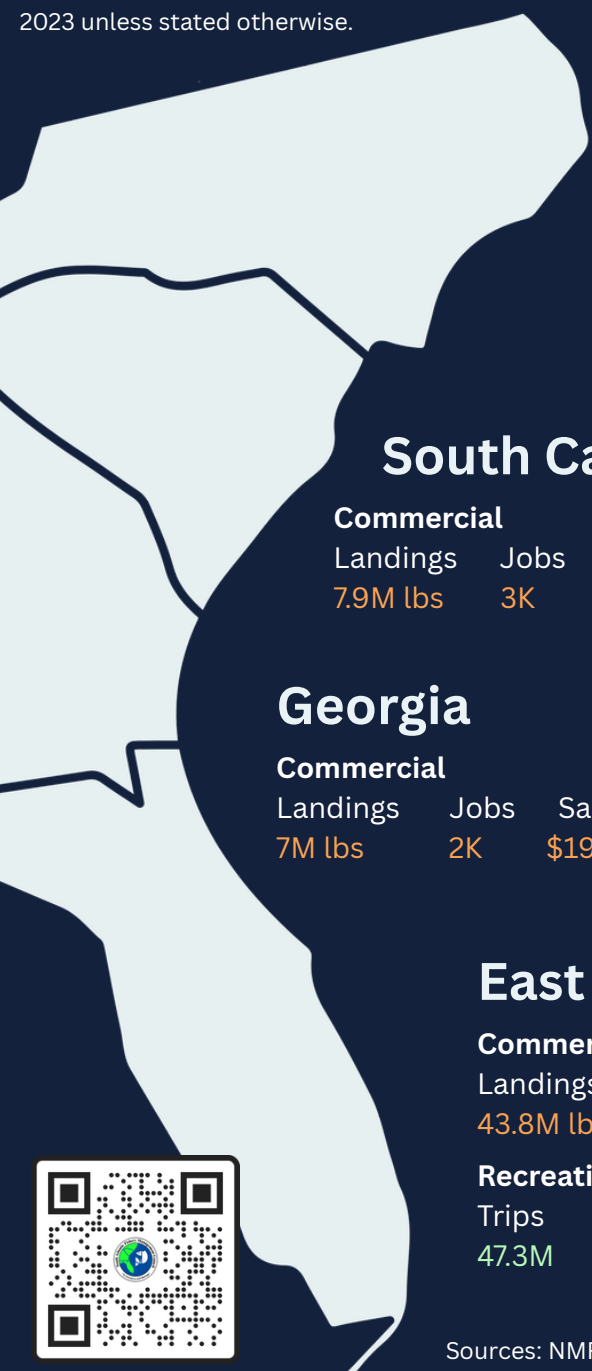 2023 unless stated otherwise.
South Ca
Commercial
Landings Jobs
7.9M lbs 3K
Georgia
Commercial
Landings Jobs Sa
7M lbs 2K $19
East
Commer
Landings
43.8M lb
Recreati
Trips
47.3M
Sources: NMF